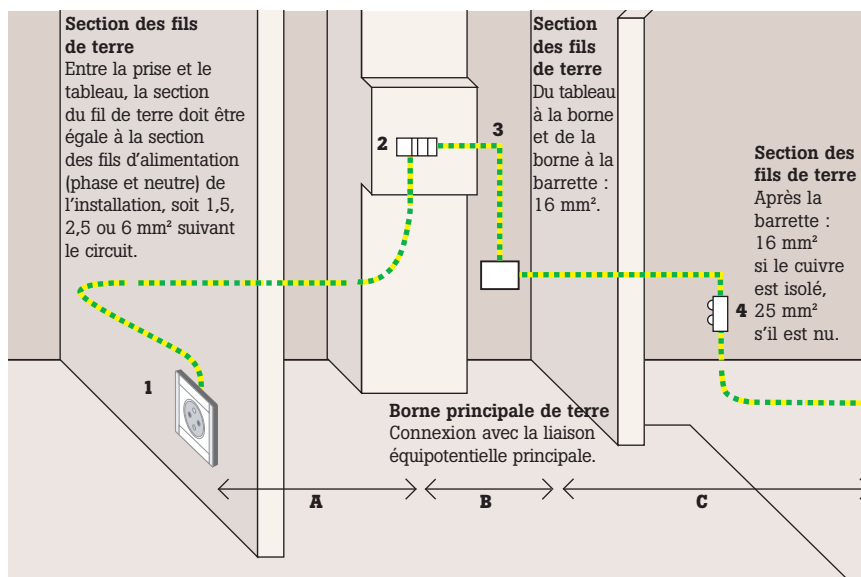 Section des fils
de terre
Entre la prise et le
tableau, la section
du fil de terre doit être
égale à la section
des fils d'alimentation
(phase et neutre) de
l'installation, soit 1,5,
2,5 ou 6 mm² suivant
le circuit.
Section
des fils
de terre
Du tableau
à la borne
et de la
borne à la
barrette :
16 mm².
Section des
fils de terre
Après la
barrette :
16 mm²
si le cuivre
est isolé,
25 mm²
s'il est nu.
2
3
4
1
Borne principale de terre
Connexion avec la liaison
équipotentielle principale.
A
B
C